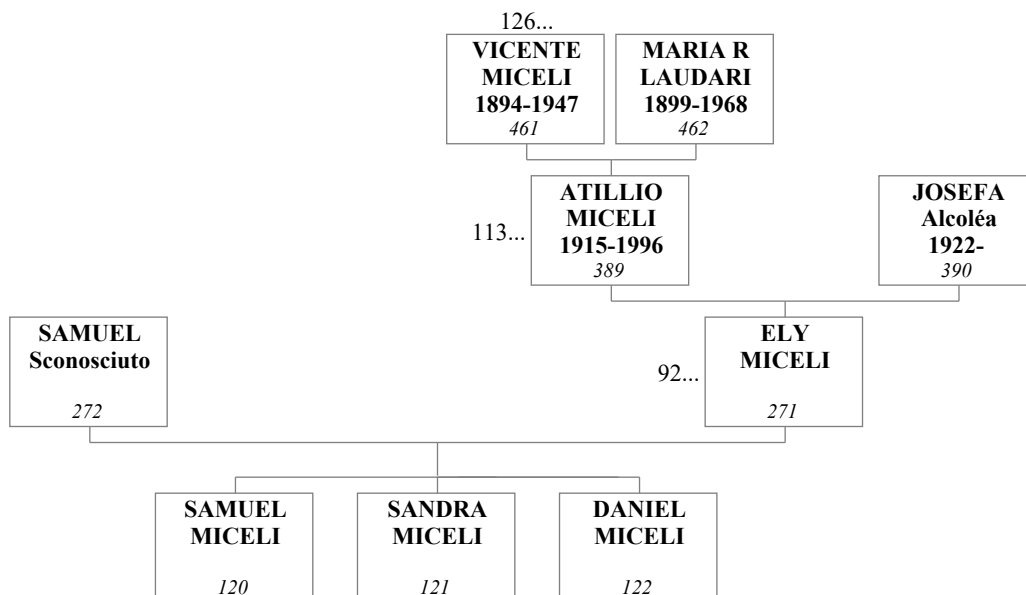 126...
VICENTE
MICELI
1894-1947
461
MARIA R
LAUDARI
1899-1968
462
113...
ATILLIO
MICELI
1915-1996
389
JOSEFA
Alcoléa
1922-
390
SAMUEL
Sconosciuto
272
92...
ELY
MICELI
271
SAMUEL
MICELI
120
SANDRA
MICELI
121
DANIEL
MICELI
122